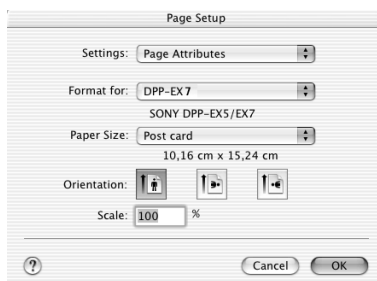 Page Setup
Settings: Page Attributes
Format for: DPP-EX7
SONY DPP-EX5/EX7
Paper Size: Post card
10,16 cm x 15,24 cm
Orientation:
Scale: 100 %
? Cancel OK